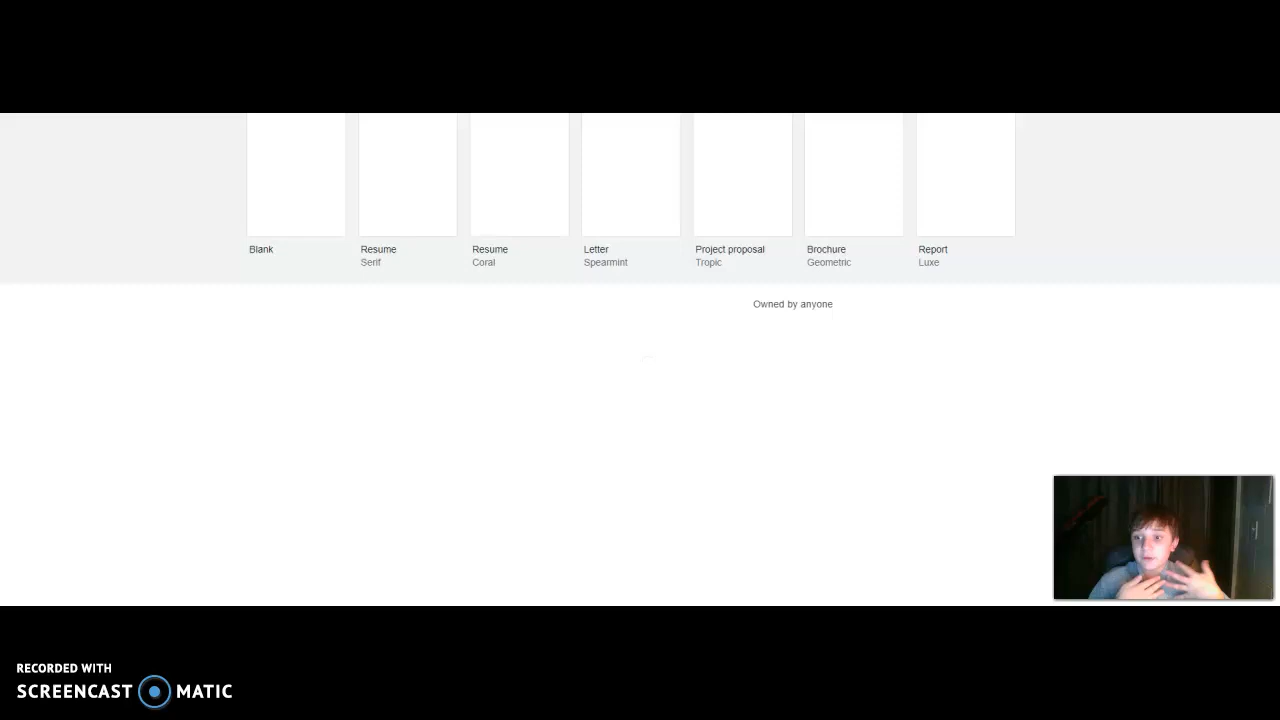 Blank
Resume
Serif
Resume
Coral
Letter
Spearmint
Project proposal
Tropic
Brochure
Geometric
Report
Luxe
Owned by anyone
RECORDED WITH
SCREENCAST MATIC